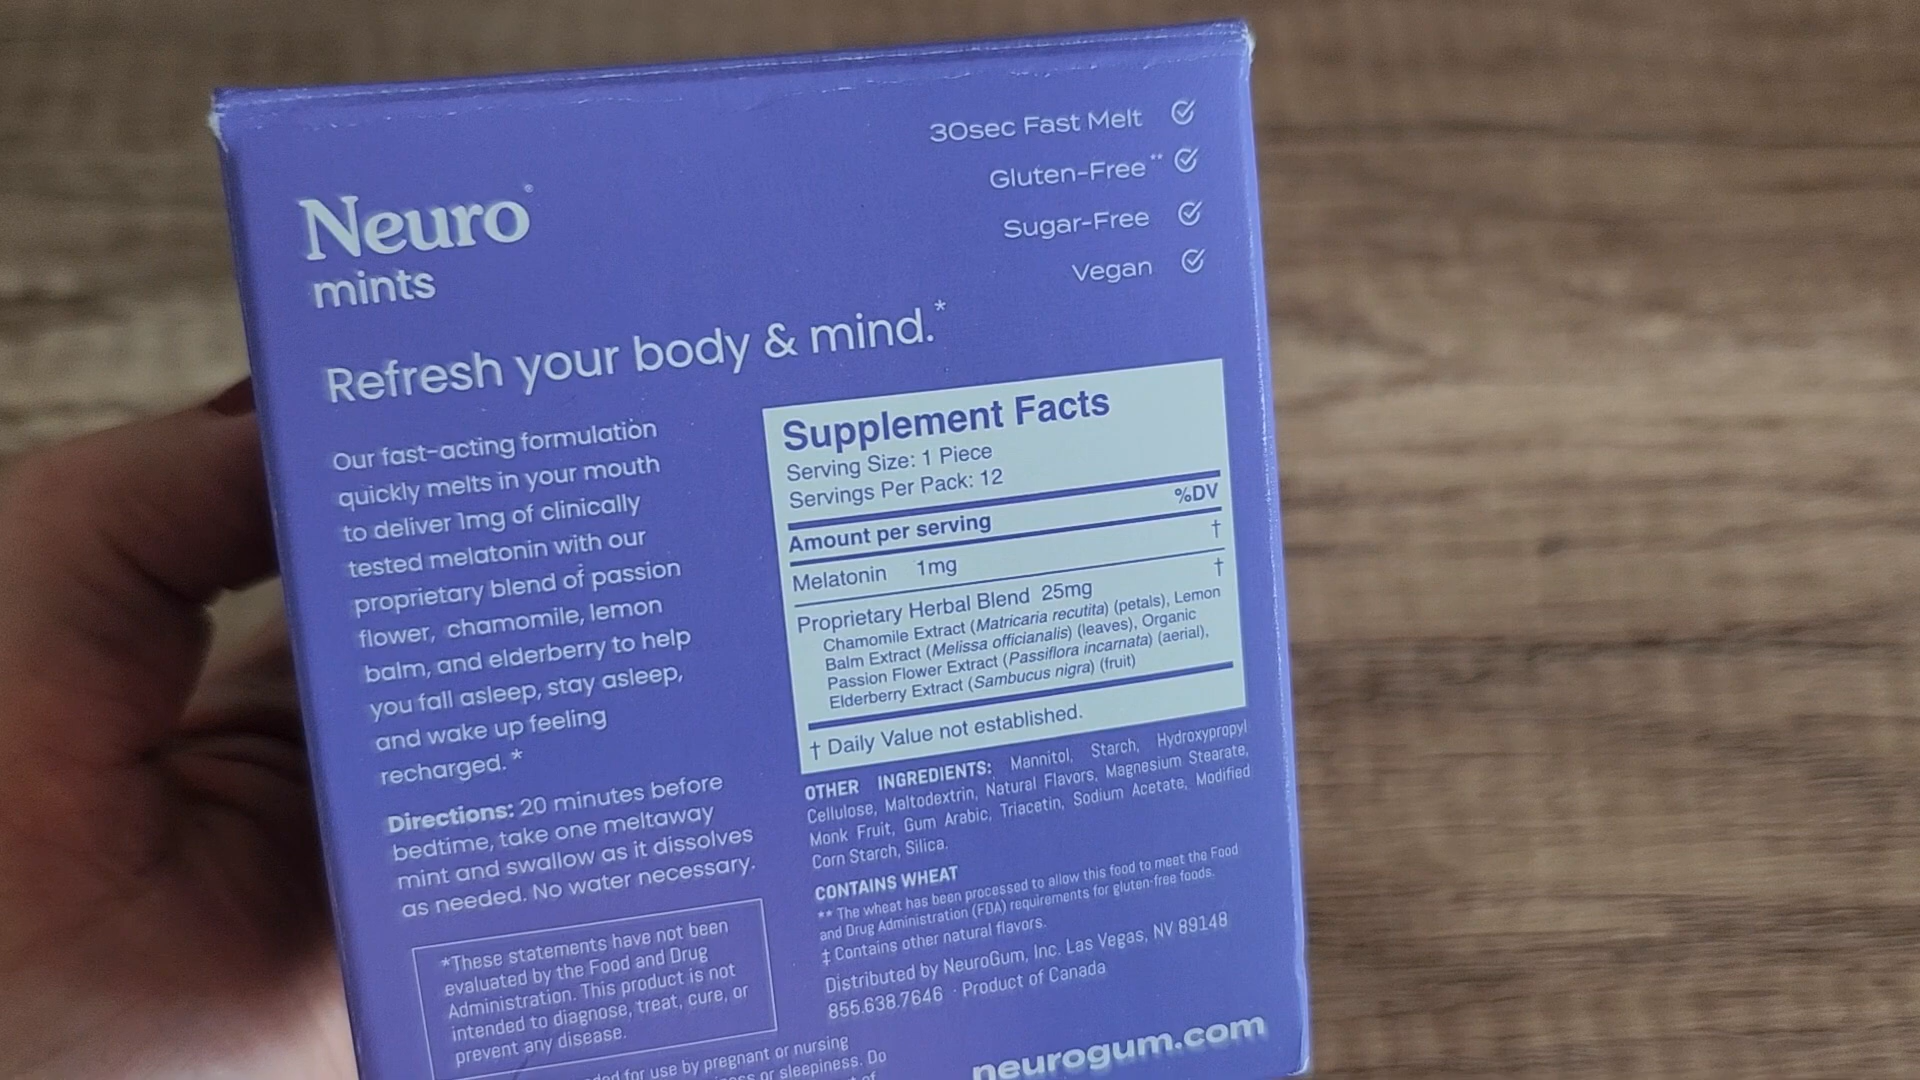 30sec Fast Melt
Gluten-Free**
Sugar-Free
Vegan
Neuro®
mints
Refresh your body & mind.*
Our fast-acting formulation
quickly melts in your mouth
to deliver 1mg of clinically
tested melatonin with our
proprietary blend of passion
flower, chamomile, lemon
balm, and elderberry to help
you fall asleep, stay asleep,
and wake up feeling
recharged.*
Directions: 20 minutes before
bedtime, take one meltaway
mint and swallow as it dissolves
as needed. No water necessary.
*These statements have not been
evaluated by the Food and Drug
Administration. This product is not
intended to diagnose, treat, cure, or
prevent any disease.
for use by pregnant or nursing
or sleepiness. Do
of
Supplement Facts
Serving Size: 1 Piece
Servings Per Pack: 12
%DV
Amount per serving
Melatonin 1mg †
Proprietary Herbal Blend 25mg †
Chamomile Extract (Matricaria recutita) (petals), Lemon
Balm Extract (Melissa officianalis) (leaves), Organic
Passion Flower Extract (Passiflora incarnata) (aerial),
Elderberry Extract (Sambucus nigra) (fruit)
† Daily Value not established.
OTHER INGREDIENTS: Mannitol, Starch, Hydroxypropyl
Cellulose, Maltodextrin, Natural Flavors, Magnesium Stearate,
Monk Fruit, Gum Arabic, Triacetin, Sodium Acetate, Modified
Corn Starch, Silica.
CONTAINS WHEAT
** The wheat has been processed to allow this food to meet the Food
and Drug Administration (FDA) requirements for gluten-free foods.
‡ Contains other natural flavors.
Distributed by NeuroGum, Inc. Las Vegas, NV 89148
855.638.7646 · Product of Canada
neurogum.com